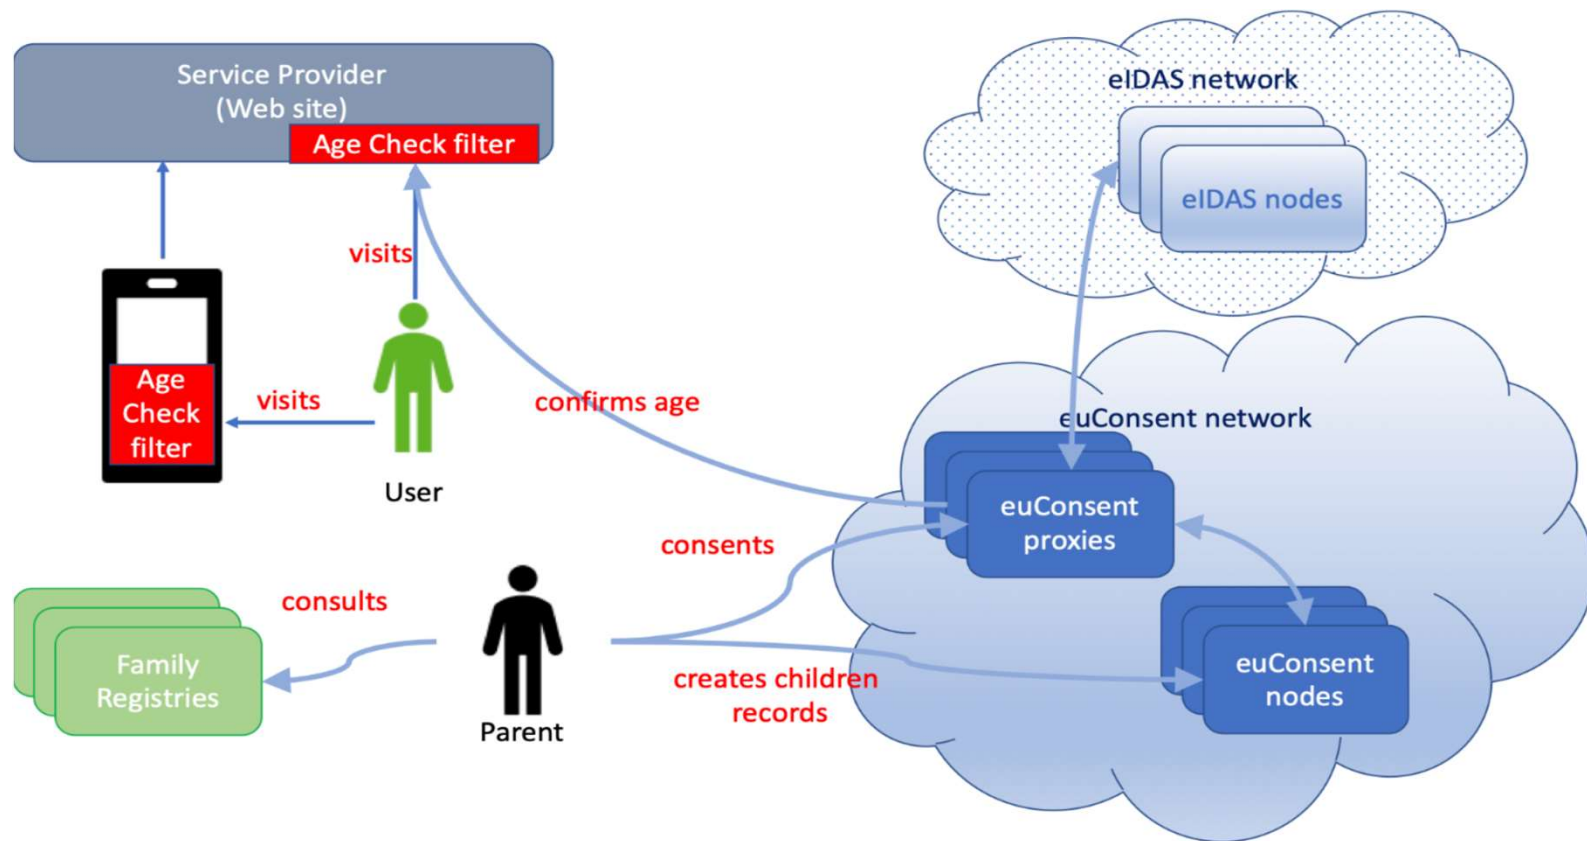 Service Provider
(Web site)
Age Check filter
eIDAS network
eIDAS nodes
visits
Age
Check
filter
visits
confirms age
User
euConsent network
euConsent
proxies
consents
consults
Family
Registries
Parent
creates children
records
euConsent
nodes